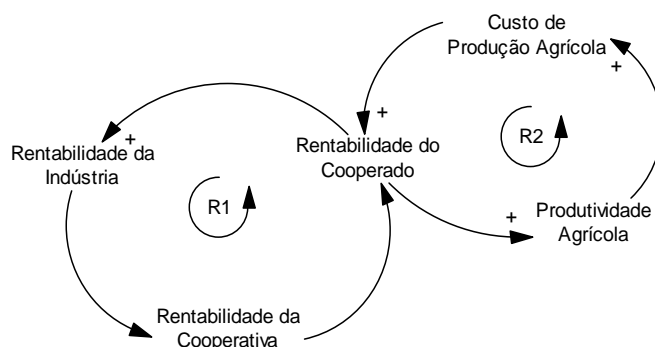 Custo de
Produção Agrícola
+
+
+
Rentabilidade da
Indústria
Rentabilidade do
Cooperado
R2
R1
+
Produtividade
Agrícola
Rentabilidade da
Cooperativa